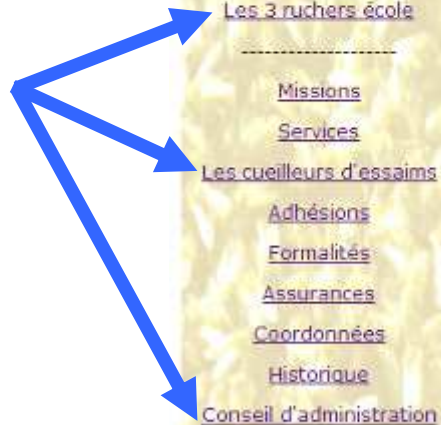 Les 3 ruchers école
--------------------
Missions
Services
Les cueilleurs d'essaims
Adhésions
Formalités
Assurances
Coordonnées
Historique
Conseil d'administration